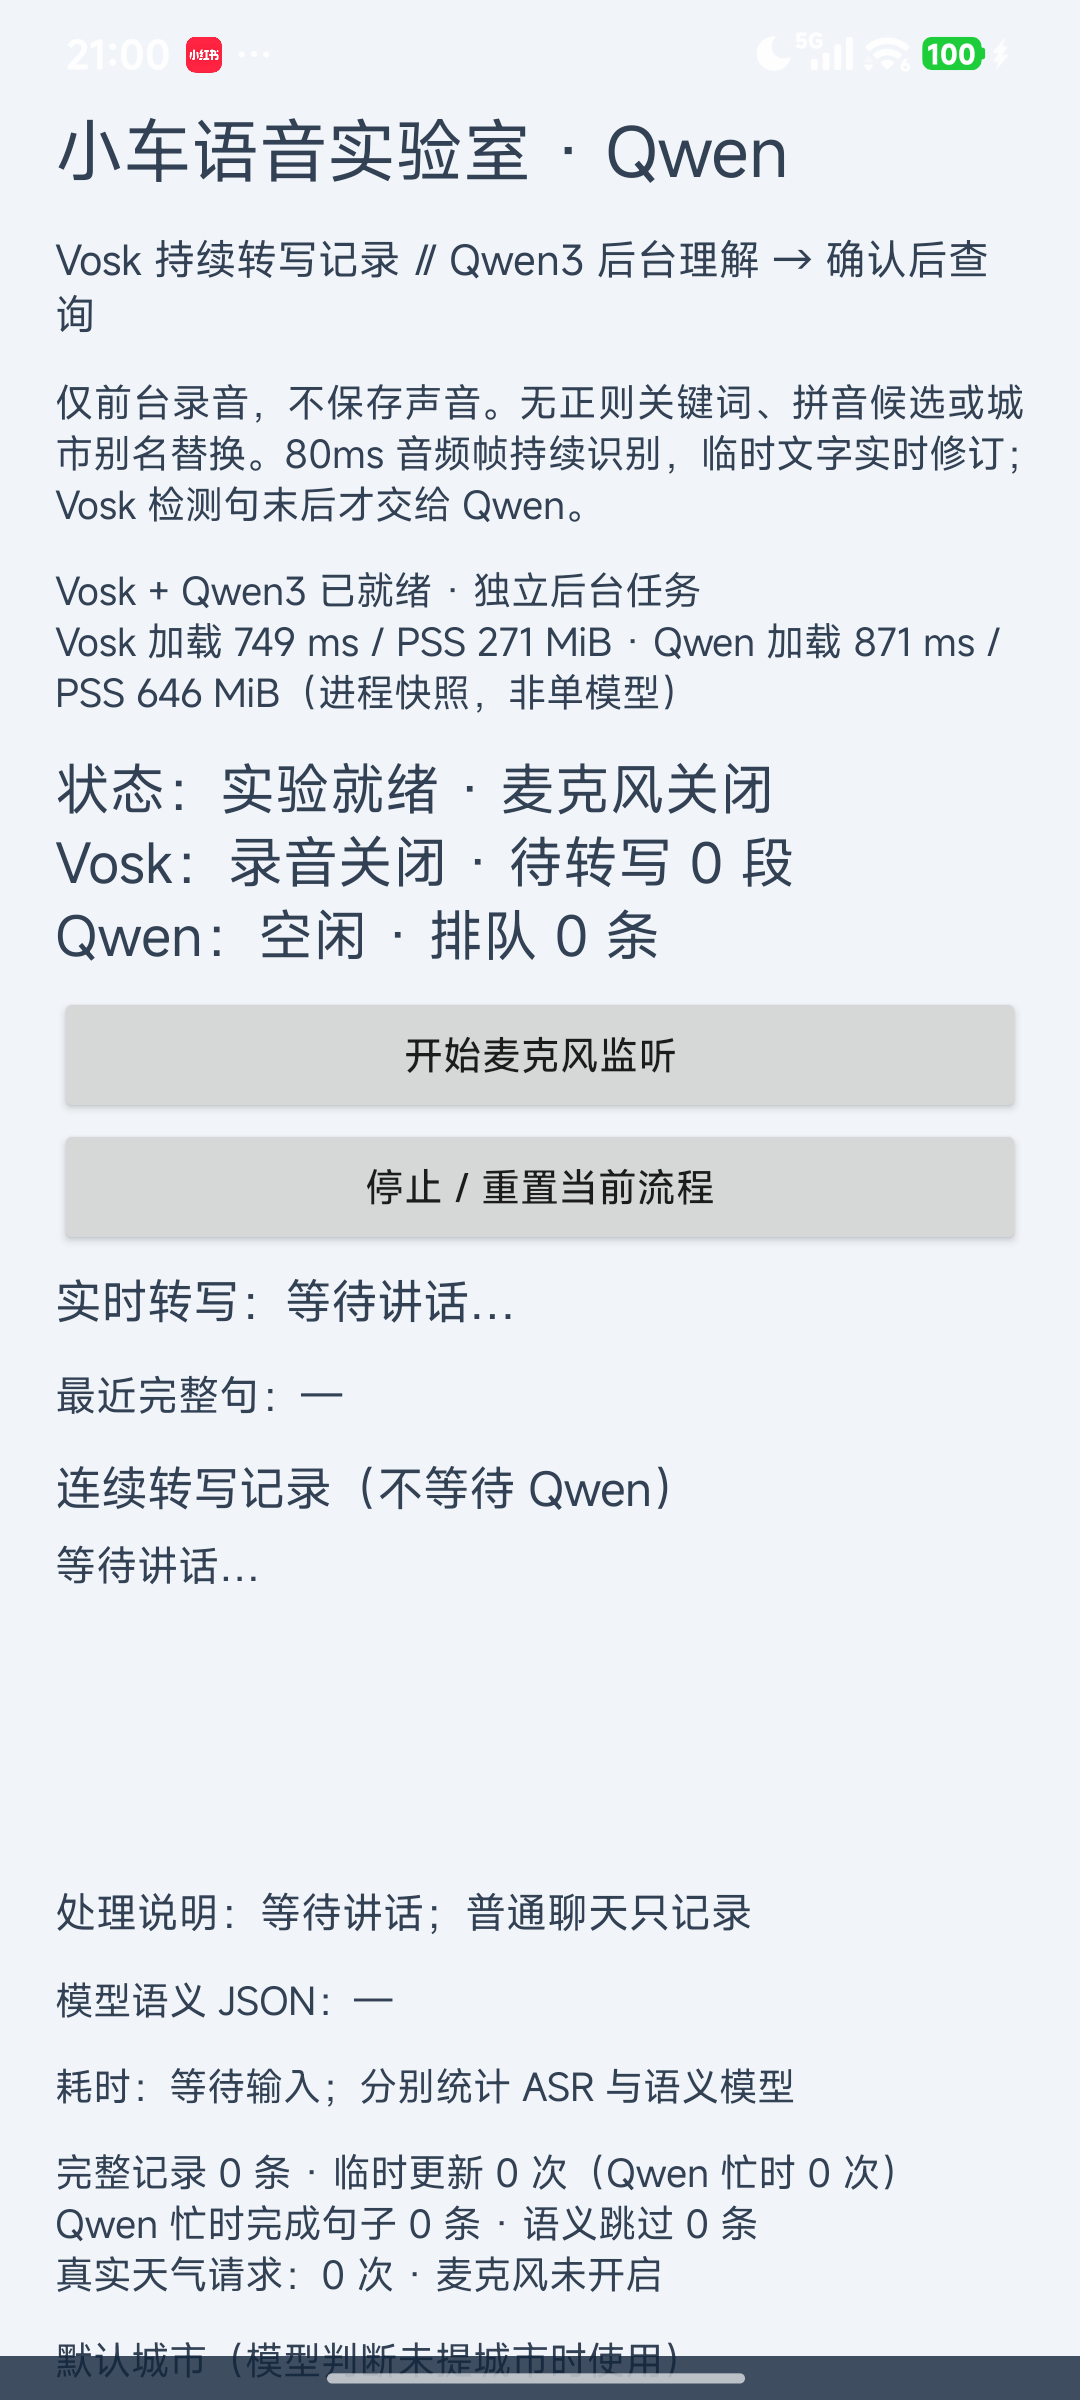 21:00 小红书 ··· 5G 6 100
小车语音实验室 · Qwen
Vosk 持续转写记录 // Qwen3 后台理解 → 确认后查
询
仅前台录音，不保存声音。无正则关键词、拼音候选或城
市别名替换。80ms 音频帧持续识别，临时文字实时修订；
Vosk 检测句末后才交给 Qwen。
Vosk + Qwen3 已就绪 · 独立后台任务
Vosk 加载 749 ms / PSS 271 MiB · Qwen 加载 871 ms /
PSS 646 MiB（进程快照，非单模型）
状态：实验就绪 · 麦克风关闭
Vosk：录音关闭 · 待转写 0 段
Qwen：空闲 · 排队 0 条
开始麦克风监听
停止 / 重置当前流程
实时转写：等待讲话…
最近完整句：—
连续转写记录（不等待 Qwen）
等待讲话…
处理说明：等待讲话；普通聊天只记录
模型语义 JSON：—
耗时：等待输入；分别统计 ASR 与语义模型
完整记录 0 条 · 临时更新 0 次（Qwen 忙时 0 次）
Qwen 忙时完成句子 0 条 · 语义跳过 0 条
真实天气请求：0 次 · 麦克风未开启
默认城市（模型判断未提城市时使用）